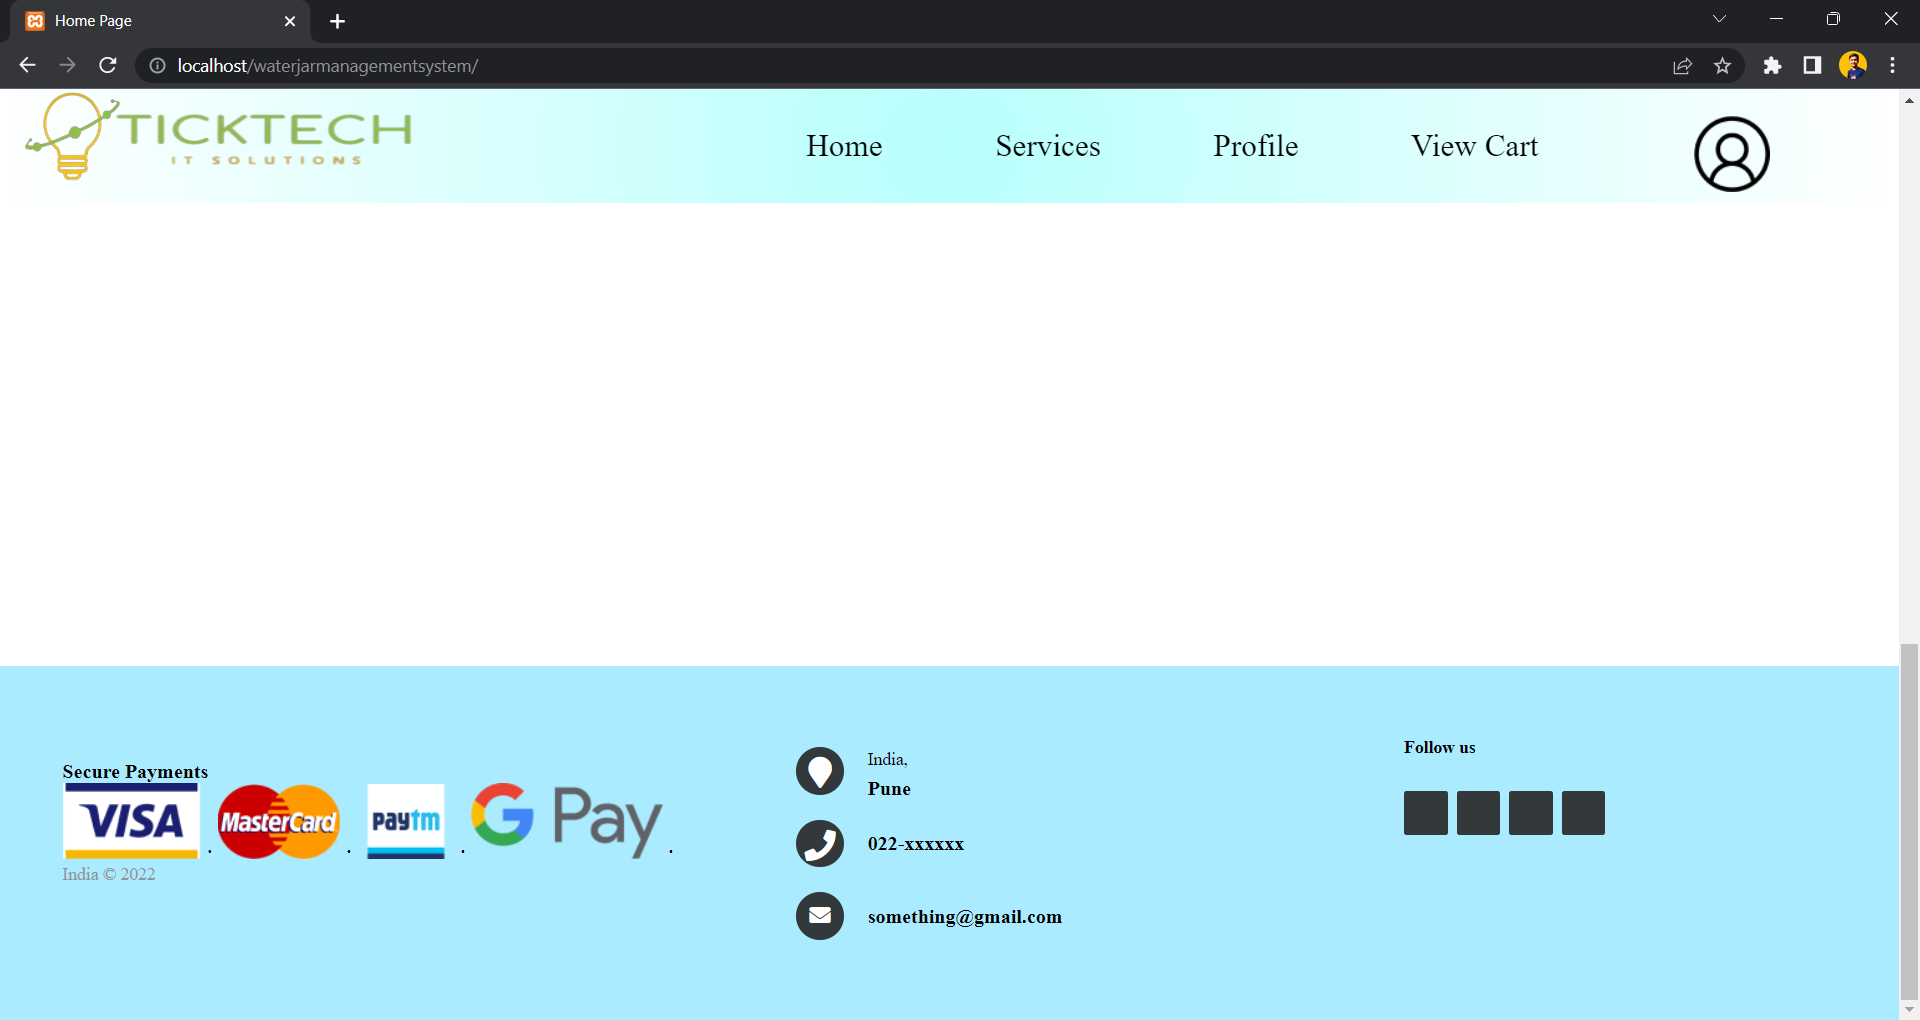 Home Page
localhost/waterjarmanagementsystem/
TICKTECH
IT SOLUTIONS
Home
Services
Profile
View Cart
Secure Payments
VISA . MasterCard . paytm . G Pay .
India © 2022
India,
Pune
022-xxxxxx
something@gmail.com
Follow us